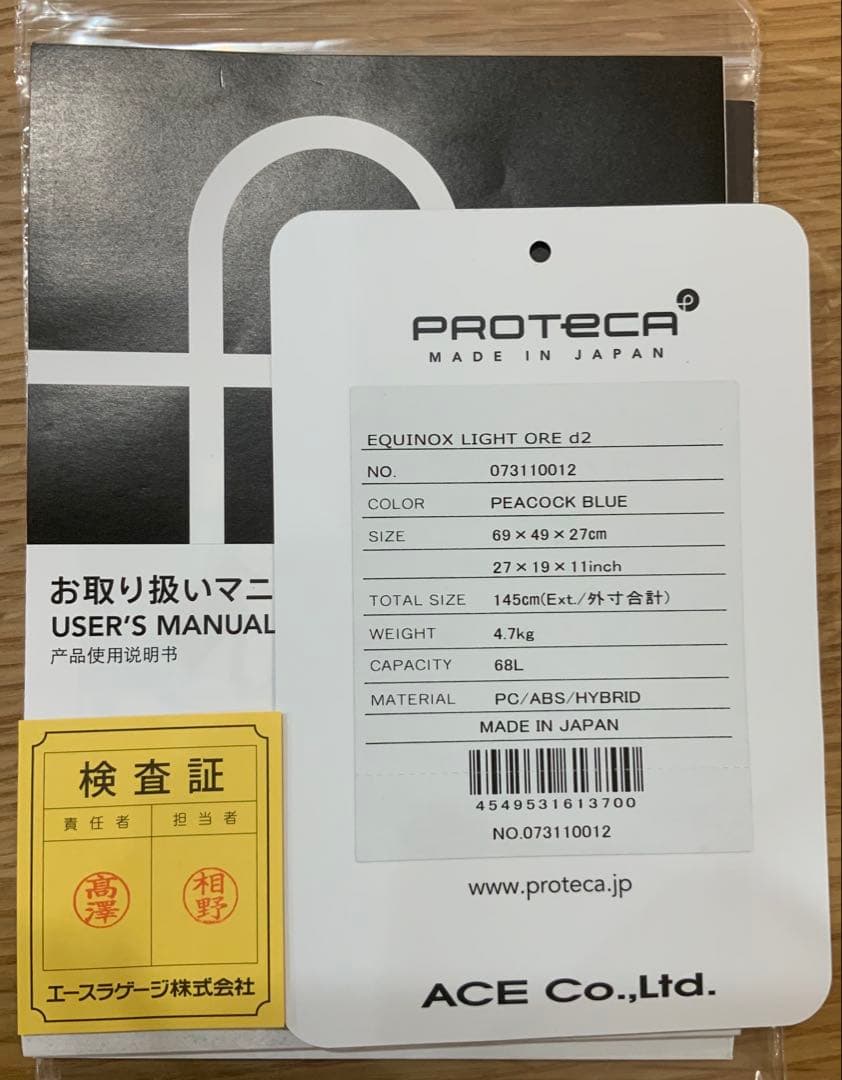 PROTECA
MADE IN JAPAN
EQUINOX LIGHT ORE d2
NO. 073110012
COLOR PEACOCK BLUE
SIZE 69×49×27cm
27×19×11inch
TOTAL SIZE 145cm(Ext./外寸合計)
WEIGHT 4.7kg
CAPACITY 68L
MATERIAL PC/ABS/HYBRID
MADE IN JAPAN
4549531613700
NO.073110012
www.proteca.jp
ACE Co.,Ltd.
お取り扱いマニ
USER'S MANUAL
产品使用说明书
検査証
責任者 担当者
髙澤 相野
エースラゲージ株式会社